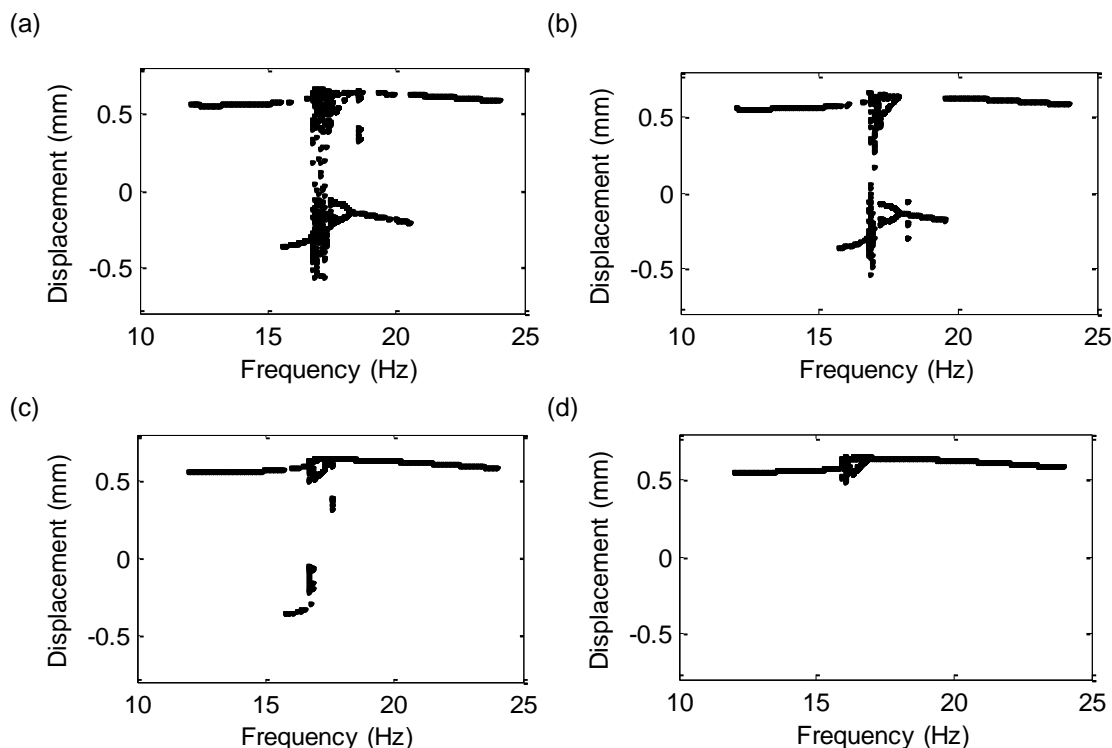 (a) (b)
0.5 0.5
Displacement (mm) Displacement (mm)
0 0
-0.5 -0.5
10 15 20 25 10 15 20 25
Frequency (Hz) Frequency (Hz)
(c) (d)
0.5 0.5
Displacement (mm) Displacement (mm)
0 0
-0.5 -0.5
10 15 20 25 10 15 20 25
Frequency (Hz) Frequency (Hz)